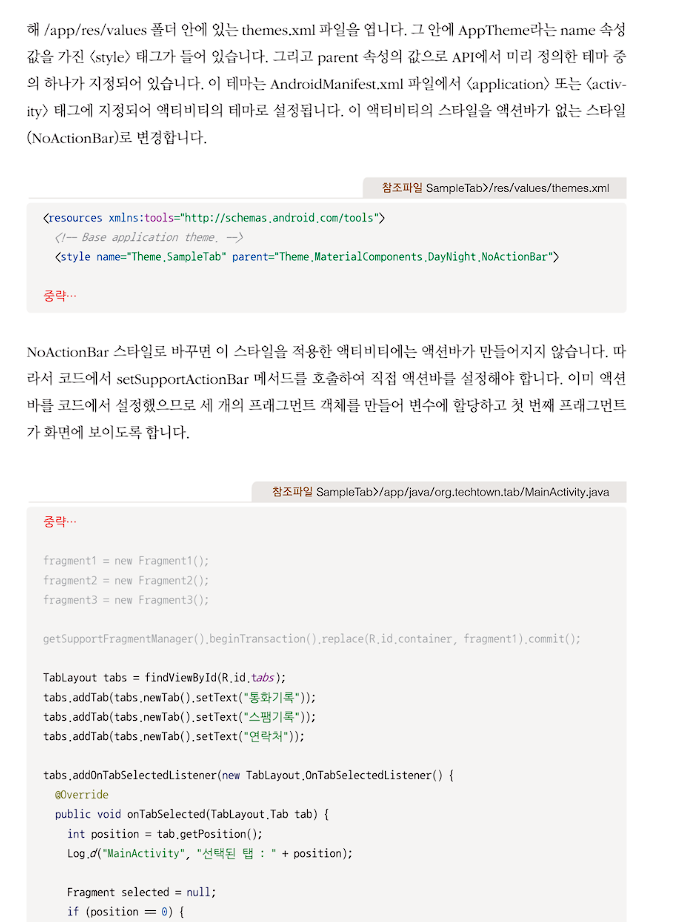 해 /app/res/values 폴더 안에 있는 themes.xml 파일을 엽니다. 그 안에 AppTheme라는 name 속성
값을 가진 〈style〉 태그가 들어 있습니다. 그리고 parent 속성의 값으로 API에서 미리 정의한 테마 중
의 하나가 지정되어 있습니다. 이 테마는 AndroidManifest.xml 파일에서 〈application〉 또는 〈activ-
ity〉 태그에 지정되어 액티비티의 테마로 설정됩니다. 이 액티비티의 스타일을 액션바가 없는 스타일
(NoActionBar)로 변경합니다.
참조파일 SampleTab>/res/values/themes.xml
<resources xmlns:tools="http://schemas.android.com/tools">
<!-- Base application theme. -->
<style name="Theme.SampleTab" parent="Theme.MaterialComponents.DayNight.NoActionBar">
중략…
NoActionBar 스타일로 바꾸면 이 스타일을 적용한 액티비티에는 액션바가 만들어지지 않습니다. 따
라서 코드에서 setSupportActionBar 메서드를 호출하여 직접 액션바를 설정해야 합니다. 이미 액션
바를 코드에서 설정했으므로 세 개의 프래그먼트 객체를 만들어 변수에 할당하고 첫 번째 프래그먼트
가 화면에 보이도록 합니다.
참조파일 SampleTab>/app/java/org.techtown.tab/MainActivity.java
중략…
fragment1 = new Fragment1();
fragment2 = new Fragment2();
fragment3 = new Fragment3();
getSupportFragmentManager().beginTransaction().replace(R.id.container, fragment1).commit();
TabLayout tabs = findViewById(R.id.tabs);
tabs.addTab(tabs.newTab().setText("통화기록"));
tabs.addTab(tabs.newTab().setText("스팸기록"));
tabs.addTab(tabs.newTab().setText("연락처"));
tabs.addOnTabSelectedListener(new TabLayout.OnTabSelectedListener() {
@Override
public void onTabSelected(TabLayout.Tab tab) {
int position = tab.getPosition();
Log.d("MainActivity", "선택된 탭 : " + position);
Fragment selected = null;
if (position == 0) {